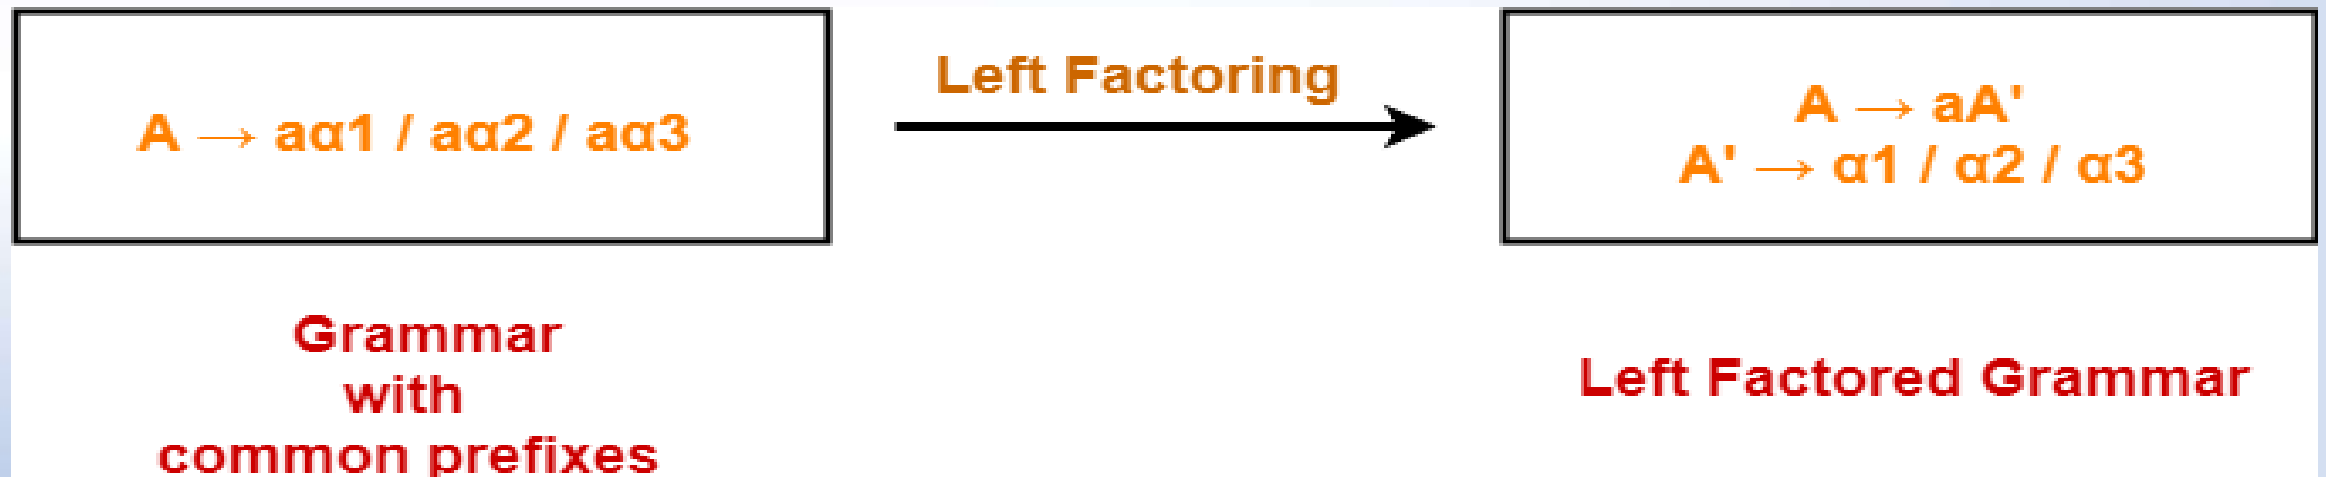 A → aα1 / aα2 / aα3
Left Factoring
A → aA'
A' → α1 / α2 / α3
Grammar
with
common prefixes
Left Factored Grammar